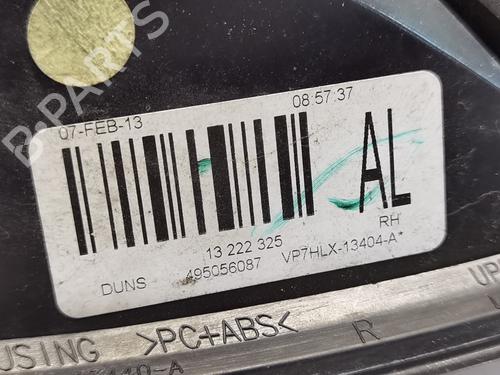 B-PARTS
07-FEB-13 08:57:37
AL
13 222 325 RH
DUNS 495056087 VP7HLX-13404-A*
USING >PC+ABS< R UP